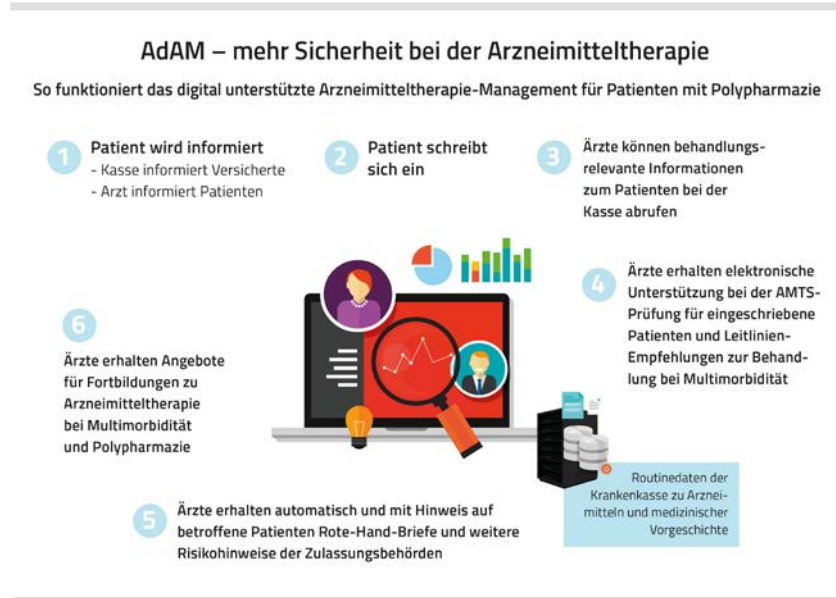 AdAM – mehr Sicherheit bei der Arzneimitteltherapie
So funktioniert das digital unterstützte Arzneimitteltherapie-Management für Patienten mit Polypharmazie
1
Patient wird informiert
- Kasse informiert Versicherte
- Arzt informiert Patienten
2
Patient schreibt
sich ein
3
Ärzte können behandlungs-
relevante Informationen
zum Patienten bei der
Kasse abrufen
4
Ärzte erhalten elektronische
Unterstützung bei der AMTS-
Prüfung für eingeschriebene
Patienten und Leitlinien-
Empfehlungen zur Behand-
lung bei Multimorbidität
Routinedaten der
Krankenkasse zu Arznei-
mitteln und medizinischer
Vorgeschichte
5
Ärzte erhalten automatisch und mit Hinweis auf
betroffene Patienten Rote-Hand-Briefe und weitere
Risikohinweise der Zulassungsbehörden
6
Ärzte erhalten Angebote
für Fortbildungen zu
Arzneimitteltherapie
bei Multimorbidität
und Polypharmazie